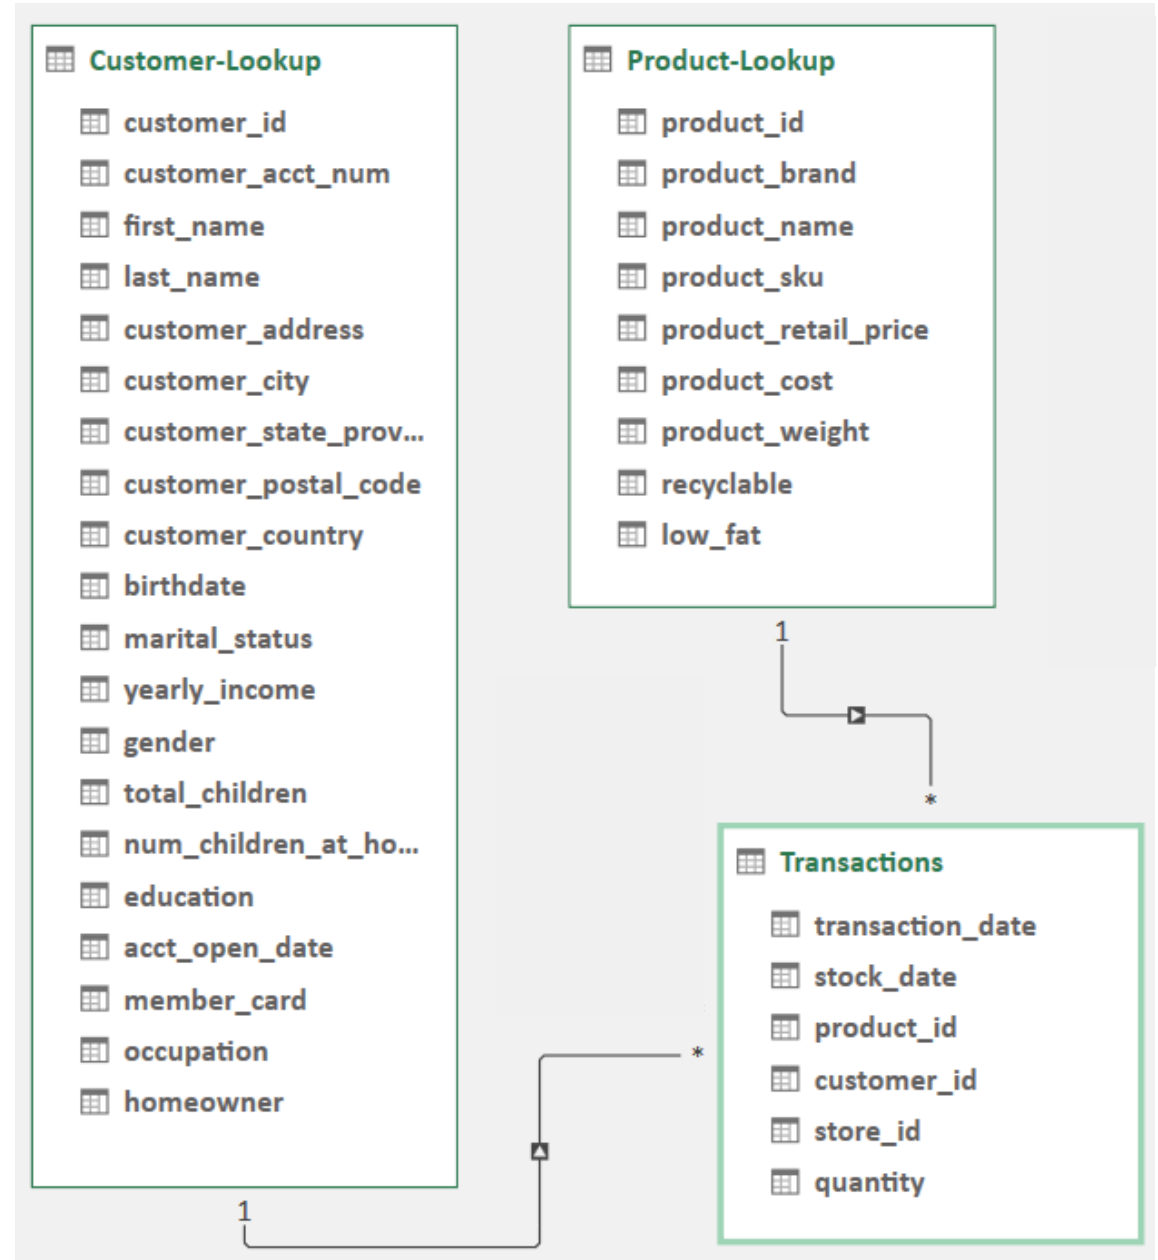 Customer-Lookup
customer_id
customer_acct_num
first_name
last_name
customer_address
customer_city
customer_state_prov...
customer_postal_code
customer_country
birthdate
marital_status
yearly_income
gender
total_children
num_children_at_ho...
education
acct_open_date
member_card
occupation
homeowner
1
Product-Lookup
product_id
product_brand
product_name
product_sku
product_retail_price
product_cost
product_weight
recyclable
low_fat
1
*
*
Transactions
transaction_date
stock_date
product_id
customer_id
store_id
quantity